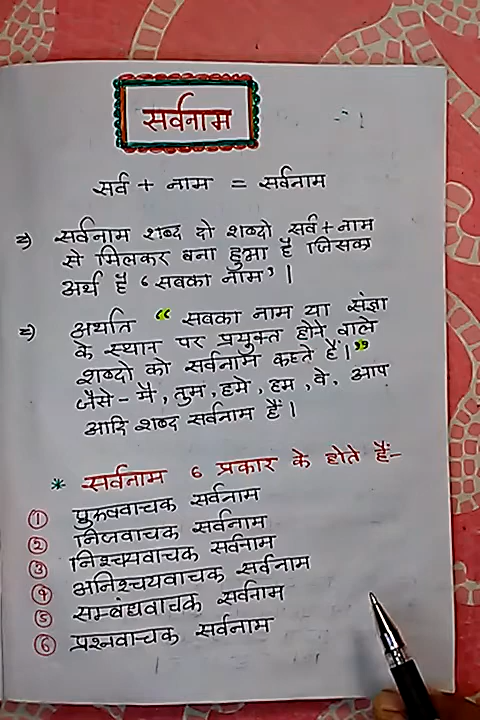 सर्वनाम
सर्व + नाम = सर्वनाम
सर्वनाम शब्द दो शब्दो सर्व + नाम
से मिलकर बना हुआ है जिसका
अर्थ है ‘सबका नाम’ ।
अर्थात “ सबका नाम या संज्ञा
के स्थान पर प्रयुक्त होने वाले
शब्दो को सर्वनाम कहते हैं।”
जैसे - मै, तुम, हमे, हम, वे, आप
आदि शब्द सर्वनाम हैं।
* सर्वनाम 6 प्रकार के होते हैं:-
① पुरुषवाचक सर्वनाम
② निजवाचक सर्वनाम
③ निश्चयवाचक सर्वनाम
④ अनिश्चयवाचक सर्वनाम
⑤ सम्बंधवाचक सर्वनाम
⑥ प्रश्नवाचक सर्वनाम